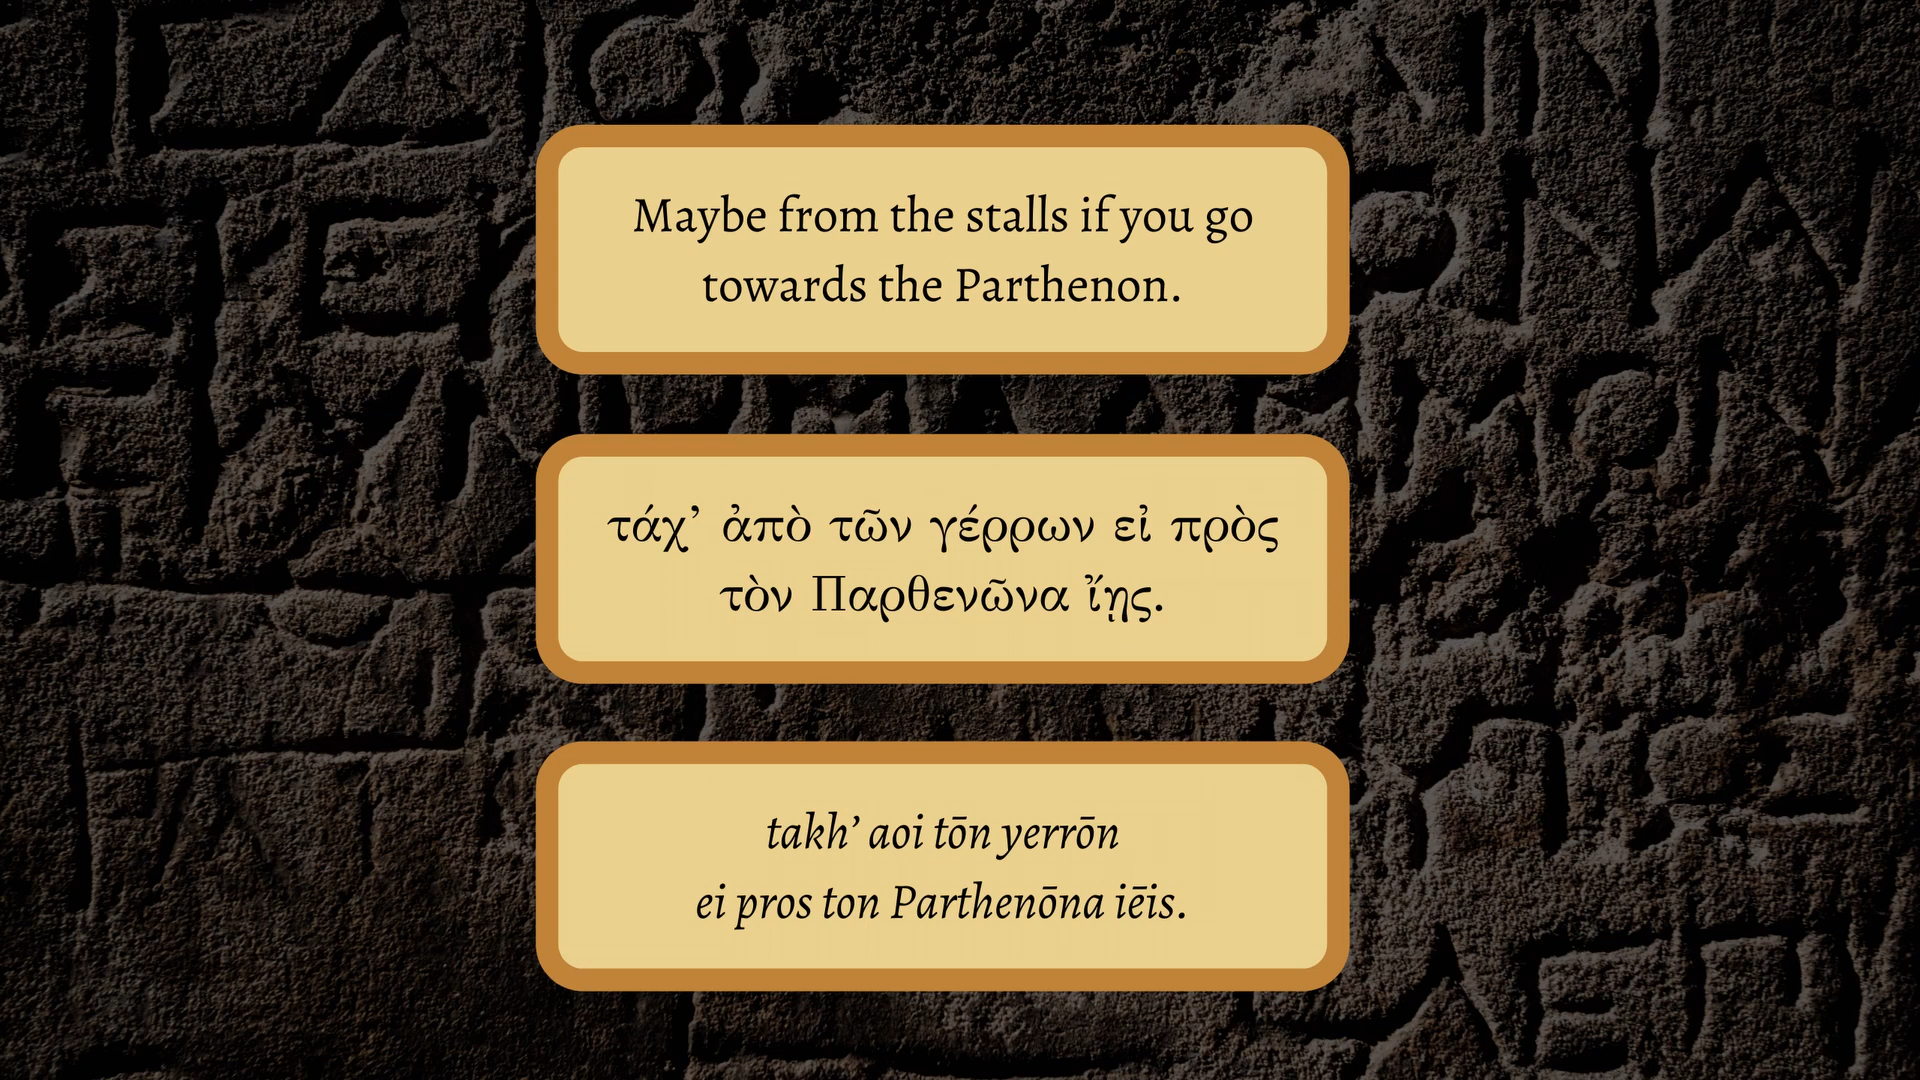 Maybe from the stalls if you go
towards the Parthenon.
τάχ’ ἀπὸ τῶν γέρρων εἰ πρὸς
τὸν Παρθενῶνα ἴῃς.
takh’ aoi tōn yerrōn
ei pros ton Parthenōna iēis.